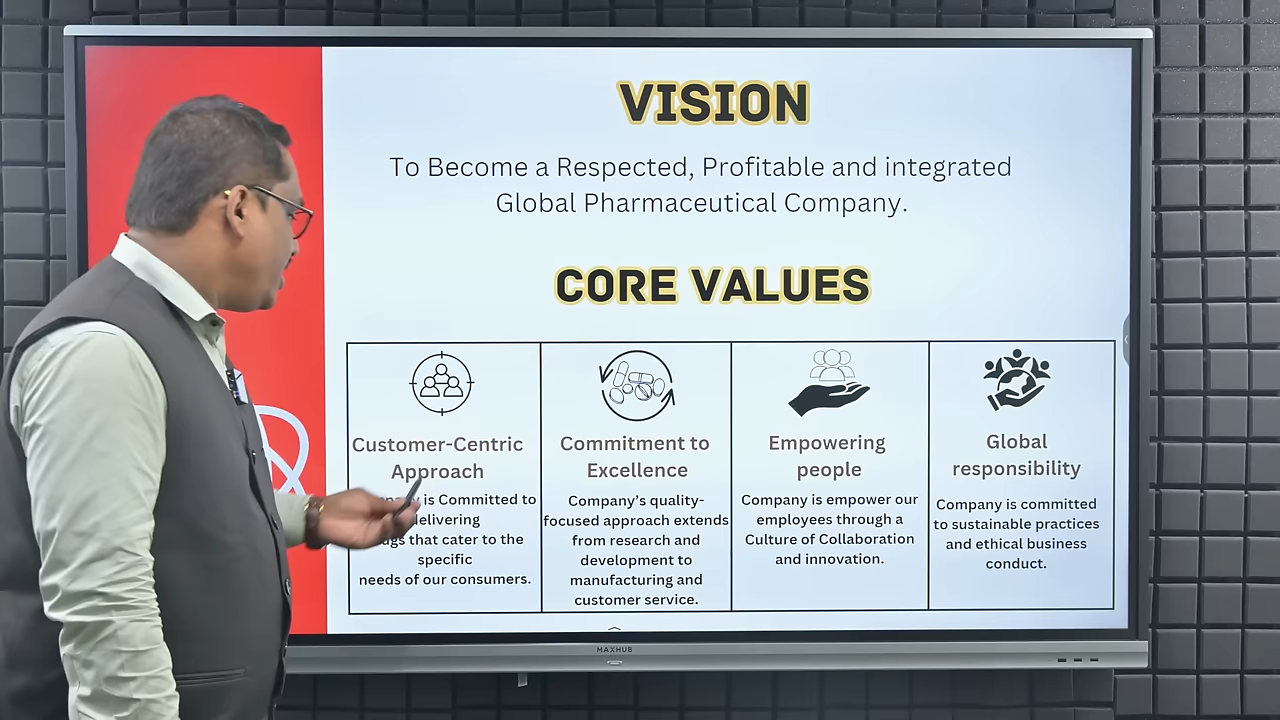 VISION
To Become a Respected, Profitable and integrated
Global Pharmaceutical Company.
CORE VALUES
Customer-Centric
Approach
is Committed to
delivering
that cater to the
specific
needs of our consumers.
Commitment to
Excellence
Company's quality-
focused approach extends
from research and
development to
manufacturing and
customer service.
Empowering
people
Company is empower our
employees through a
Culture of Collaboration
and innovation.
Global
responsibility
Company is committed
to sustainable practices
and ethical business
conduct.
MAXHUB